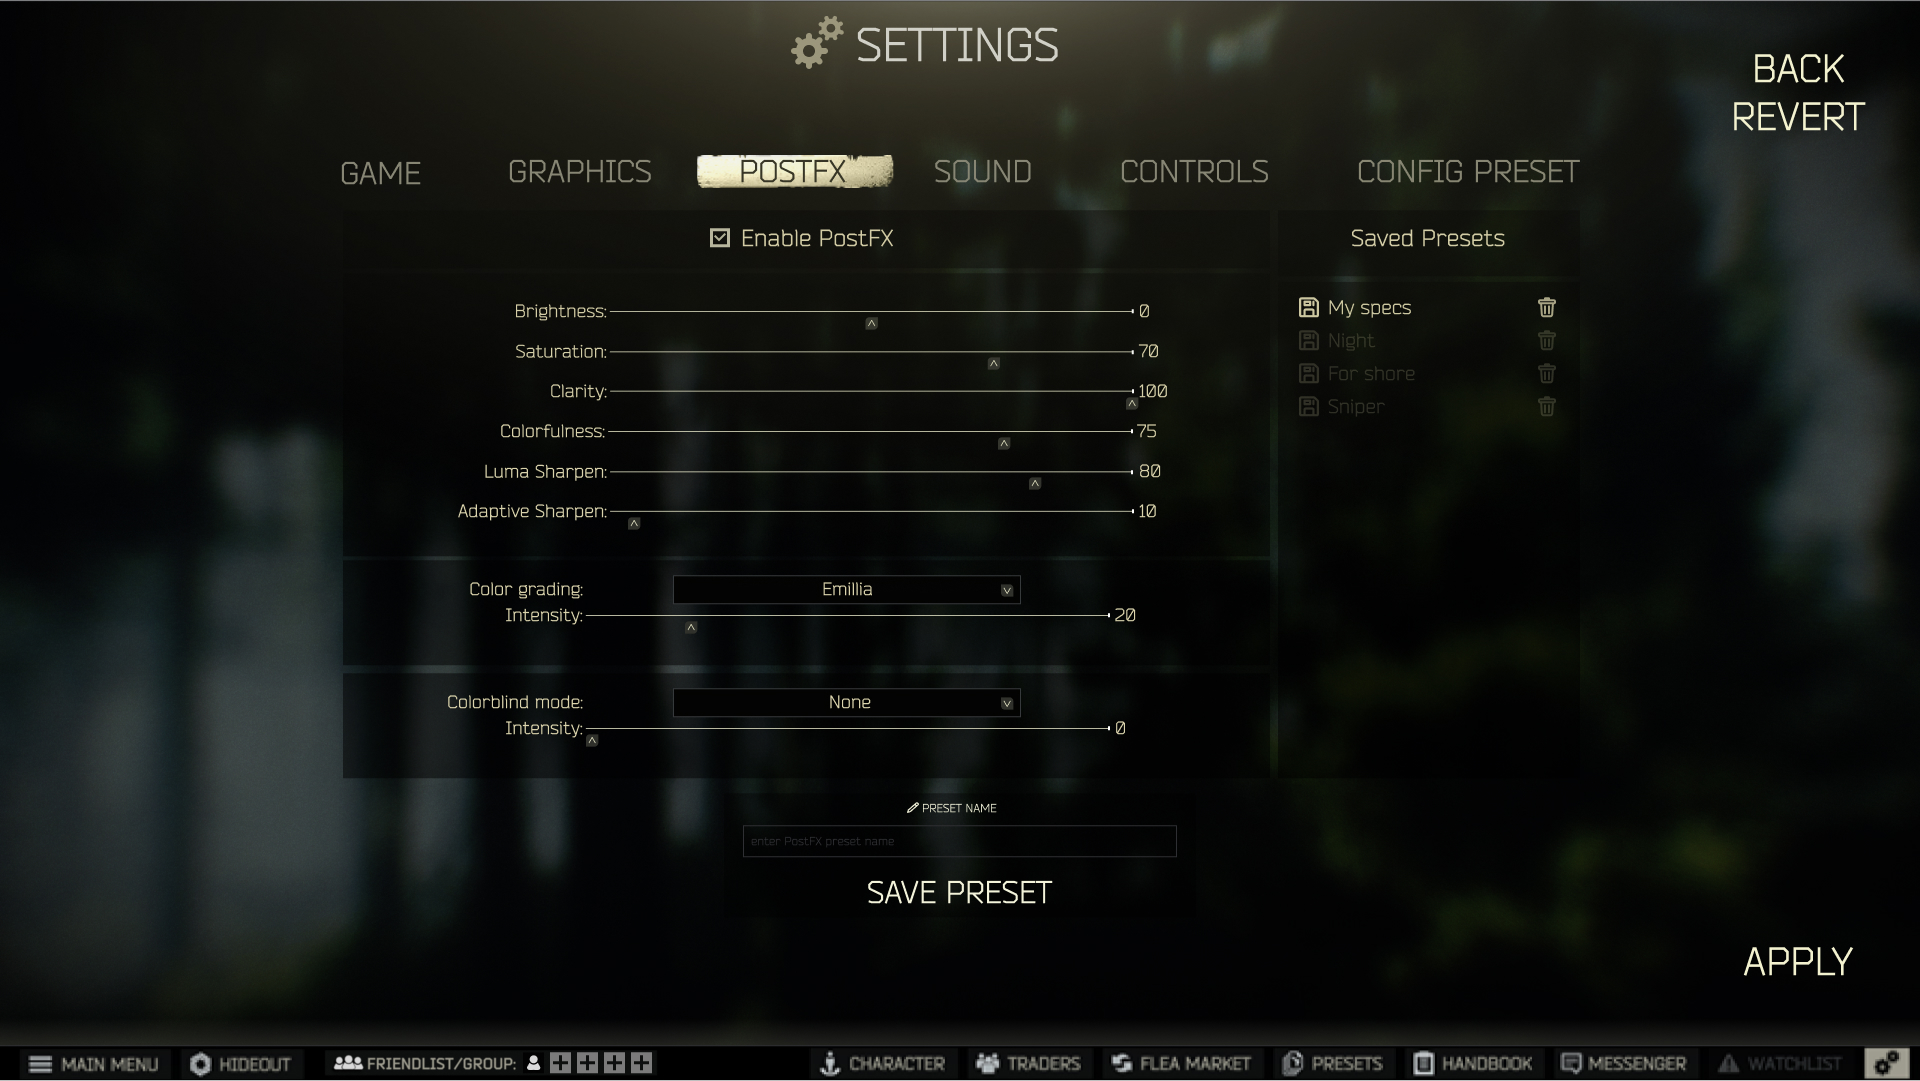 SETTINGS
BACK
REVERT
GAME GRAPHICS POSTFX SOUND CONTROLS CONFIG PRESET
Enable PostFX
Saved Presets
Brightness: 0
Saturation: 70
Clarity: 100
Colorfulness: 75
Luma Sharpen: 80
Adaptive Sharpen: 10
My specs
Night
For shore
Sniper
Color grading: Emillia
Intensity: 20
Colorblind mode: None
Intensity: 0
PRESET NAME
enter PostFX preset name
SAVE PRESET
APPLY
MAIN MENU HIDEOUT FRIENDLIST/GROUP: CHARACTER TRADERS FLEA MARKET PRESETS HANDBOOK MESSENGER WATCHLIST